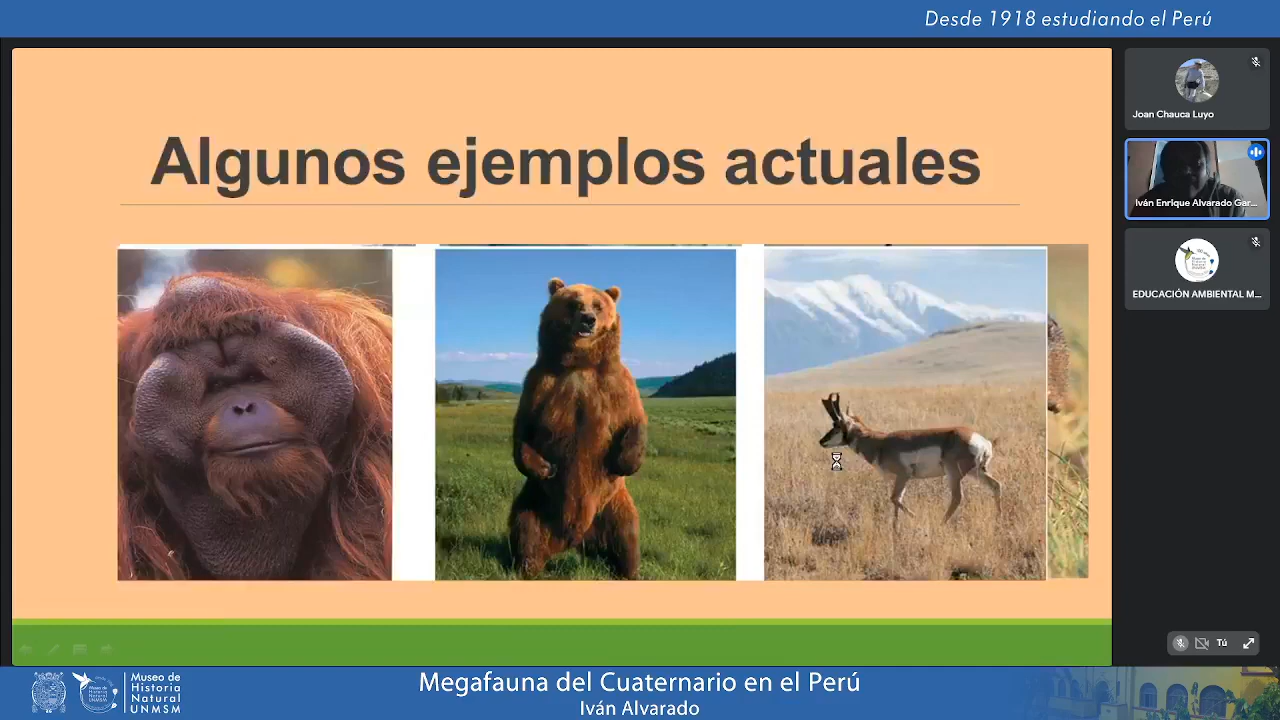 Desde 1918 estudiando el Perú
Algunos ejemplos actuales
Joan Chauca Luyo
Iván Enrique Alvarado Gar...
EDUCACIÓN AMBIENTAL M...
Tú
Museo de
Historia
Natural
UNMSM
Megafauna del Cuaternario en el Perú
Iván Alvarado